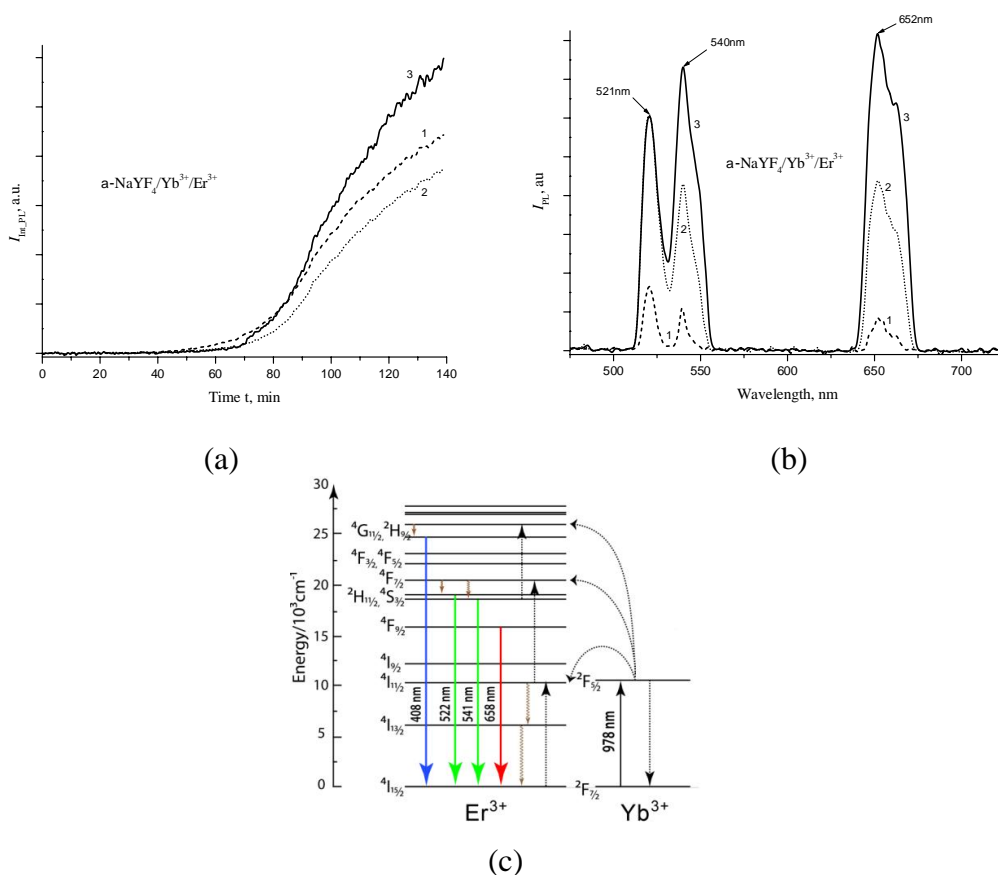 3
1
2
a-NaYF₄/Yb³⁺/Er³⁺
I_Int_PL, a.u.
0 20 40 60 80 100 120 140
Time t, min
(a)
652nm
540nm
521nm
3
3
a-NaYF₄/Yb³⁺/Er³⁺
2
2
1
1
I_PL, au
500 550 600 650 700
Wavelength, nm
(b)
30
25
20
15
10
5
0
Energy/10³cm⁻¹
⁴G₁₁/₂, ²H₉/₂
⁴F₃/₂, ⁴F₅/₂
⁴F₇/₂
²H₁₁/₂, ⁴S₃/₂
⁴F₉/₂
⁴I₉/₂
⁴I₁₁/₂
⁴I₁₃/₂
⁴I₁₅/₂
408 nm
522 nm
541 nm
658 nm
²F₅/₂
978 nm
²F₇/₂
Er³⁺
Yb³⁺
(c)